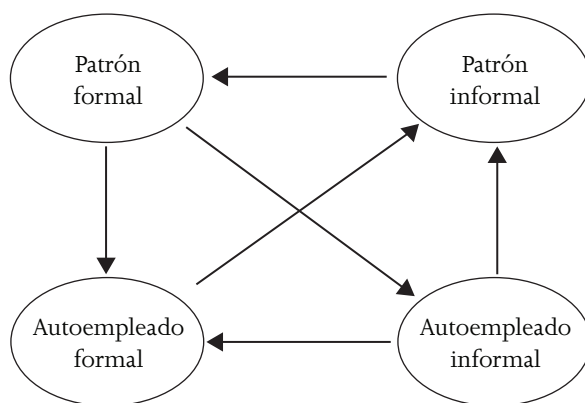 Patrón
formal
Patrón
informal
Autoempleado
formal
Autoempleado
informal